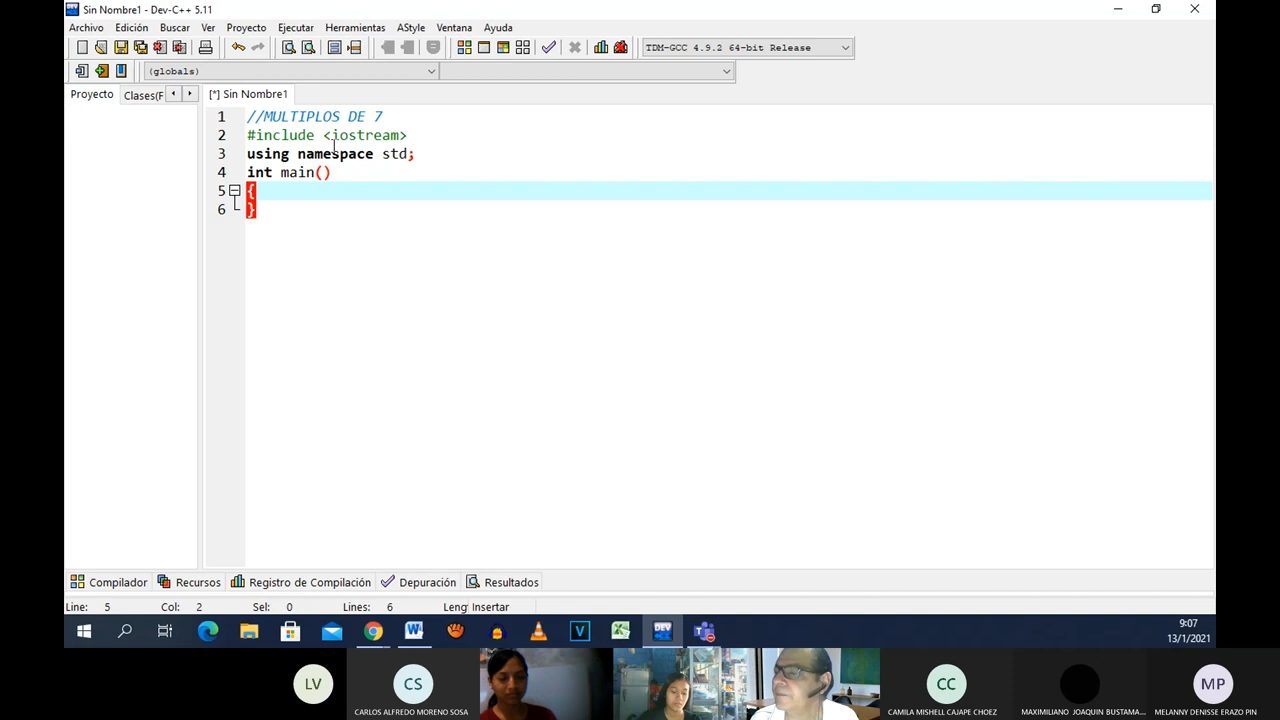 Sin Nombre1 - Dev-C++ 5.11
Archivo Edición Buscar Ver Proyecto Ejecutar Herramientas AStyle Ventana Ayuda
TDM-GCC 4.9.2 64-bit Release
(globals)
Proyecto Clases(F [*] Sin Nombre1
1 //MULTIPLOS DE 7
2 #include <iostream>
3 using namespace std;
4 int main()
5 {
6 }
Compilador Recursos Registro de Compilación Depuración Resultados
Line: 5 Col: 2 Sel: 0 Lines: 6 Leng Insertar
W V DEV
9:07
13/1/2021
LV CS CC MP
CARLOS ALFREDO MORENO SOSA CAMILA MISHELL CAJAPE CHOEZ MAXIMILIANO JOAQUIN BUSTAMA... MELANNY DENISSE ERAZO PIN